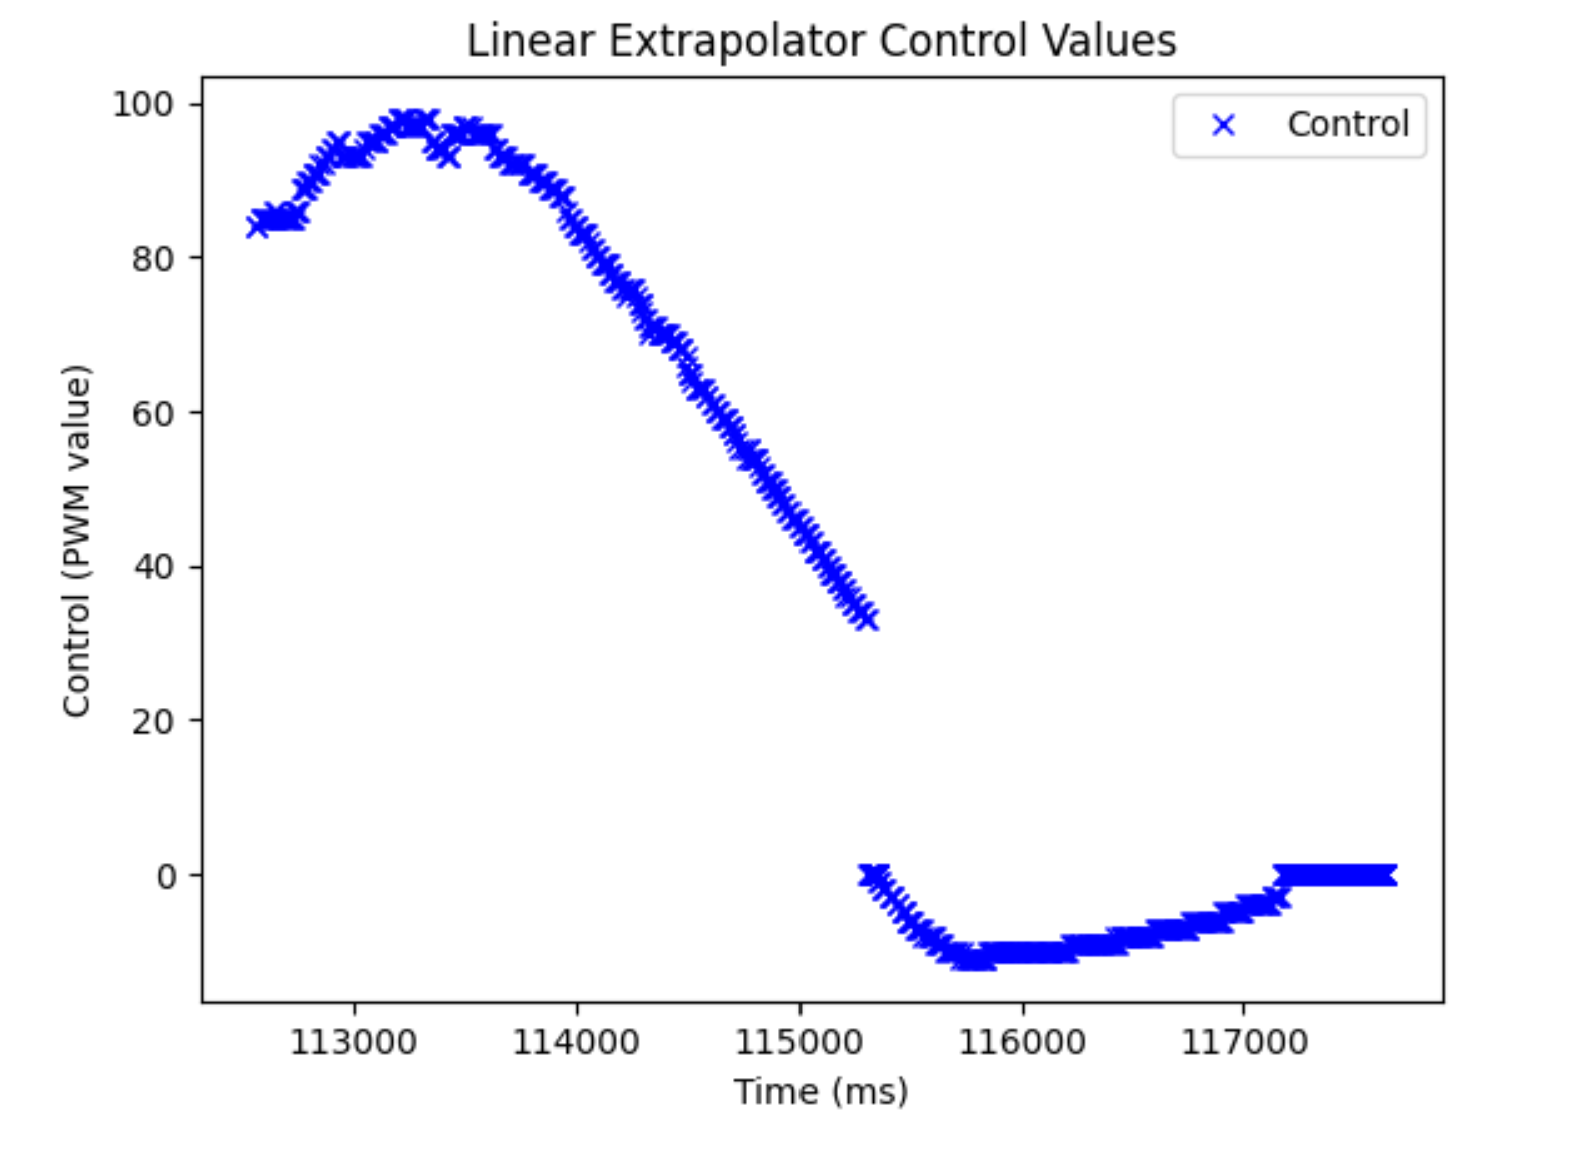 Linear Extrapolator Control Values
Control
100
80
60
40
20
0
Control (PWM value)
113000 114000 115000 116000 117000
Time (ms)